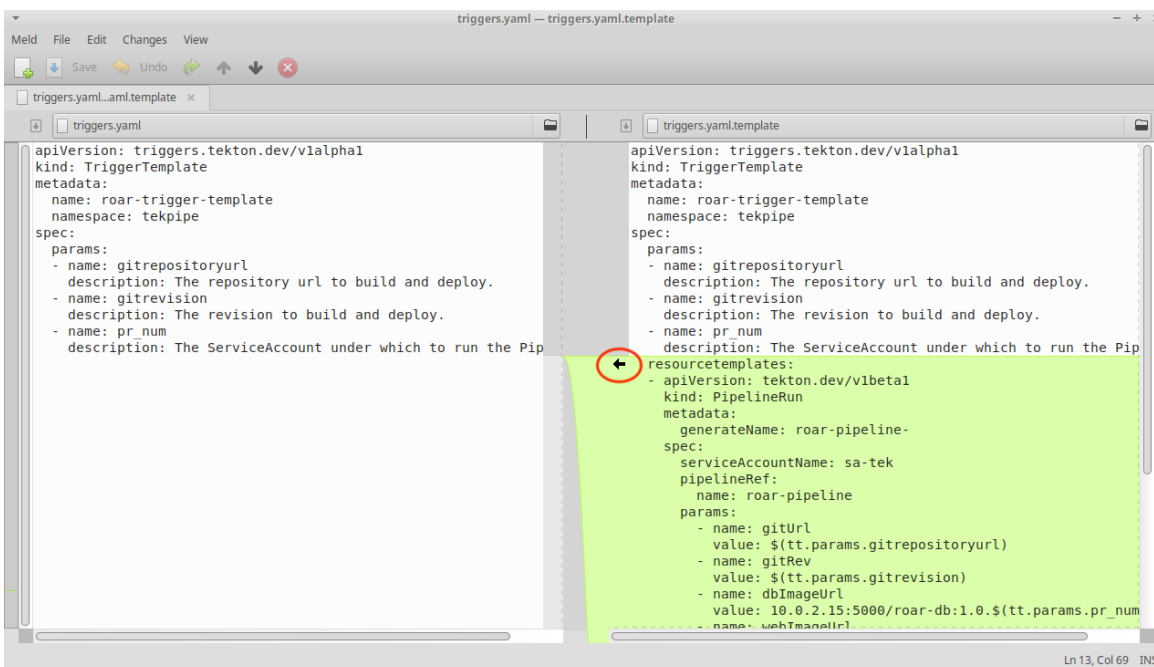 triggers.yaml — triggers.yaml.template
Meld File Edit Changes View
Save Undo
triggers.yaml...aml.template
triggers.yaml
triggers.yaml.template
apiVersion: triggers.tekton.dev/v1alpha1
kind: TriggerTemplate
metadata:
  name: roar-trigger-template
  namespace: tekpipe
spec:
  params:
  - name: gitrepositoryurl
    description: The repository url to build and deploy.
  - name: gitrevision
    description: The revision to build and deploy.
  - name: pr_num
    description: The ServiceAccount under which to run the Pip
apiVersion: triggers.tekton.dev/v1alpha1
kind: TriggerTemplate
metadata:
  name: roar-trigger-template
  namespace: tekpipe
spec:
  params:
  - name: gitrepositoryurl
    description: The repository url to build and deploy.
  - name: gitrevision
    description: The revision to build and deploy.
  - name: pr_num
    description: The ServiceAccount under which to run the Pip
  resourcetemplates:
  - apiVersion: tekton.dev/v1beta1
    kind: PipelineRun
    metadata:
      generateName: roar-pipeline-
    spec:
      serviceAccountName: sa-tek
      pipelineRef:
        name: roar-pipeline
      params:
        - name: gitUrl
          value: $(tt.params.gitrepositoryurl)
        - name: gitRev
          value: $(tt.params.gitrevision)
        - name: dbImageUrl
          value: 10.0.2.15:5000/roar-db:1.0.$(tt.params.pr_num
        - name: webImageUrl
Ln 13, Col 69 INS